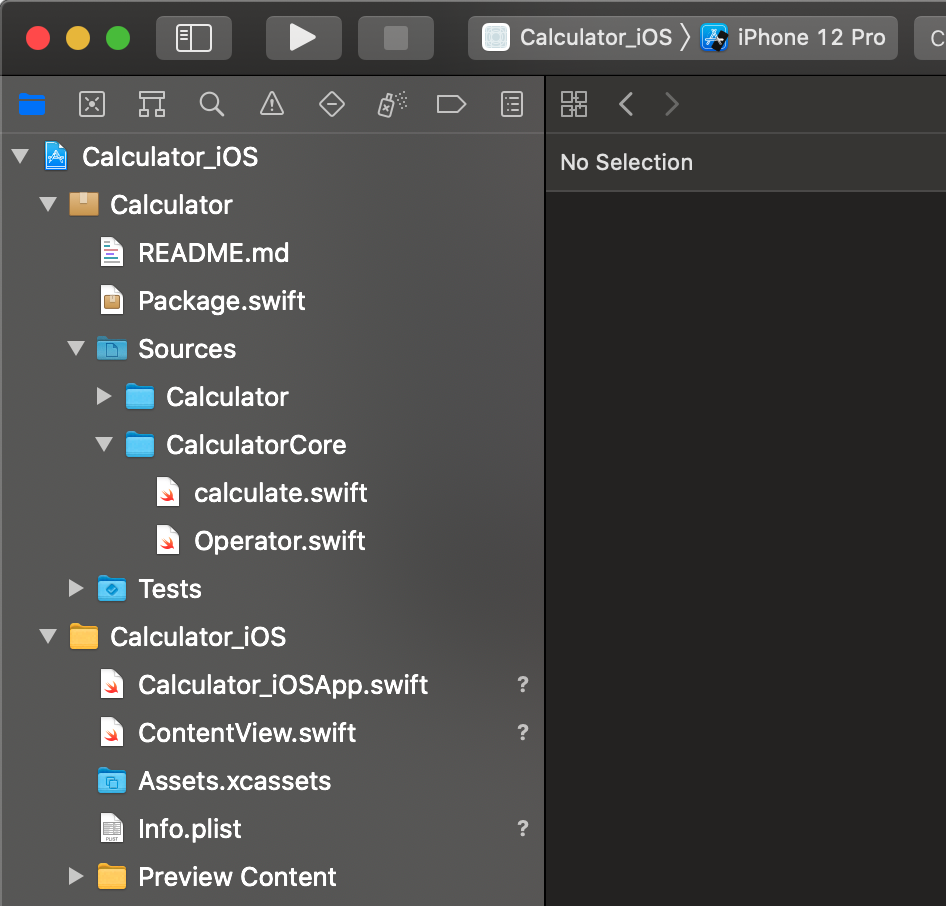 Calculator_iOS
iPhone 12 Pro
C
No Selection
Calculator_iOS
Calculator
README.md
Package.swift
Sources
Calculator
CalculatorCore
calculate.swift
Operator.swift
Tests
Calculator_iOS
Calculator_iOSApp.swift ?
ContentView.swift ?
Assets.xcassets
Info.plist ?
Preview Content